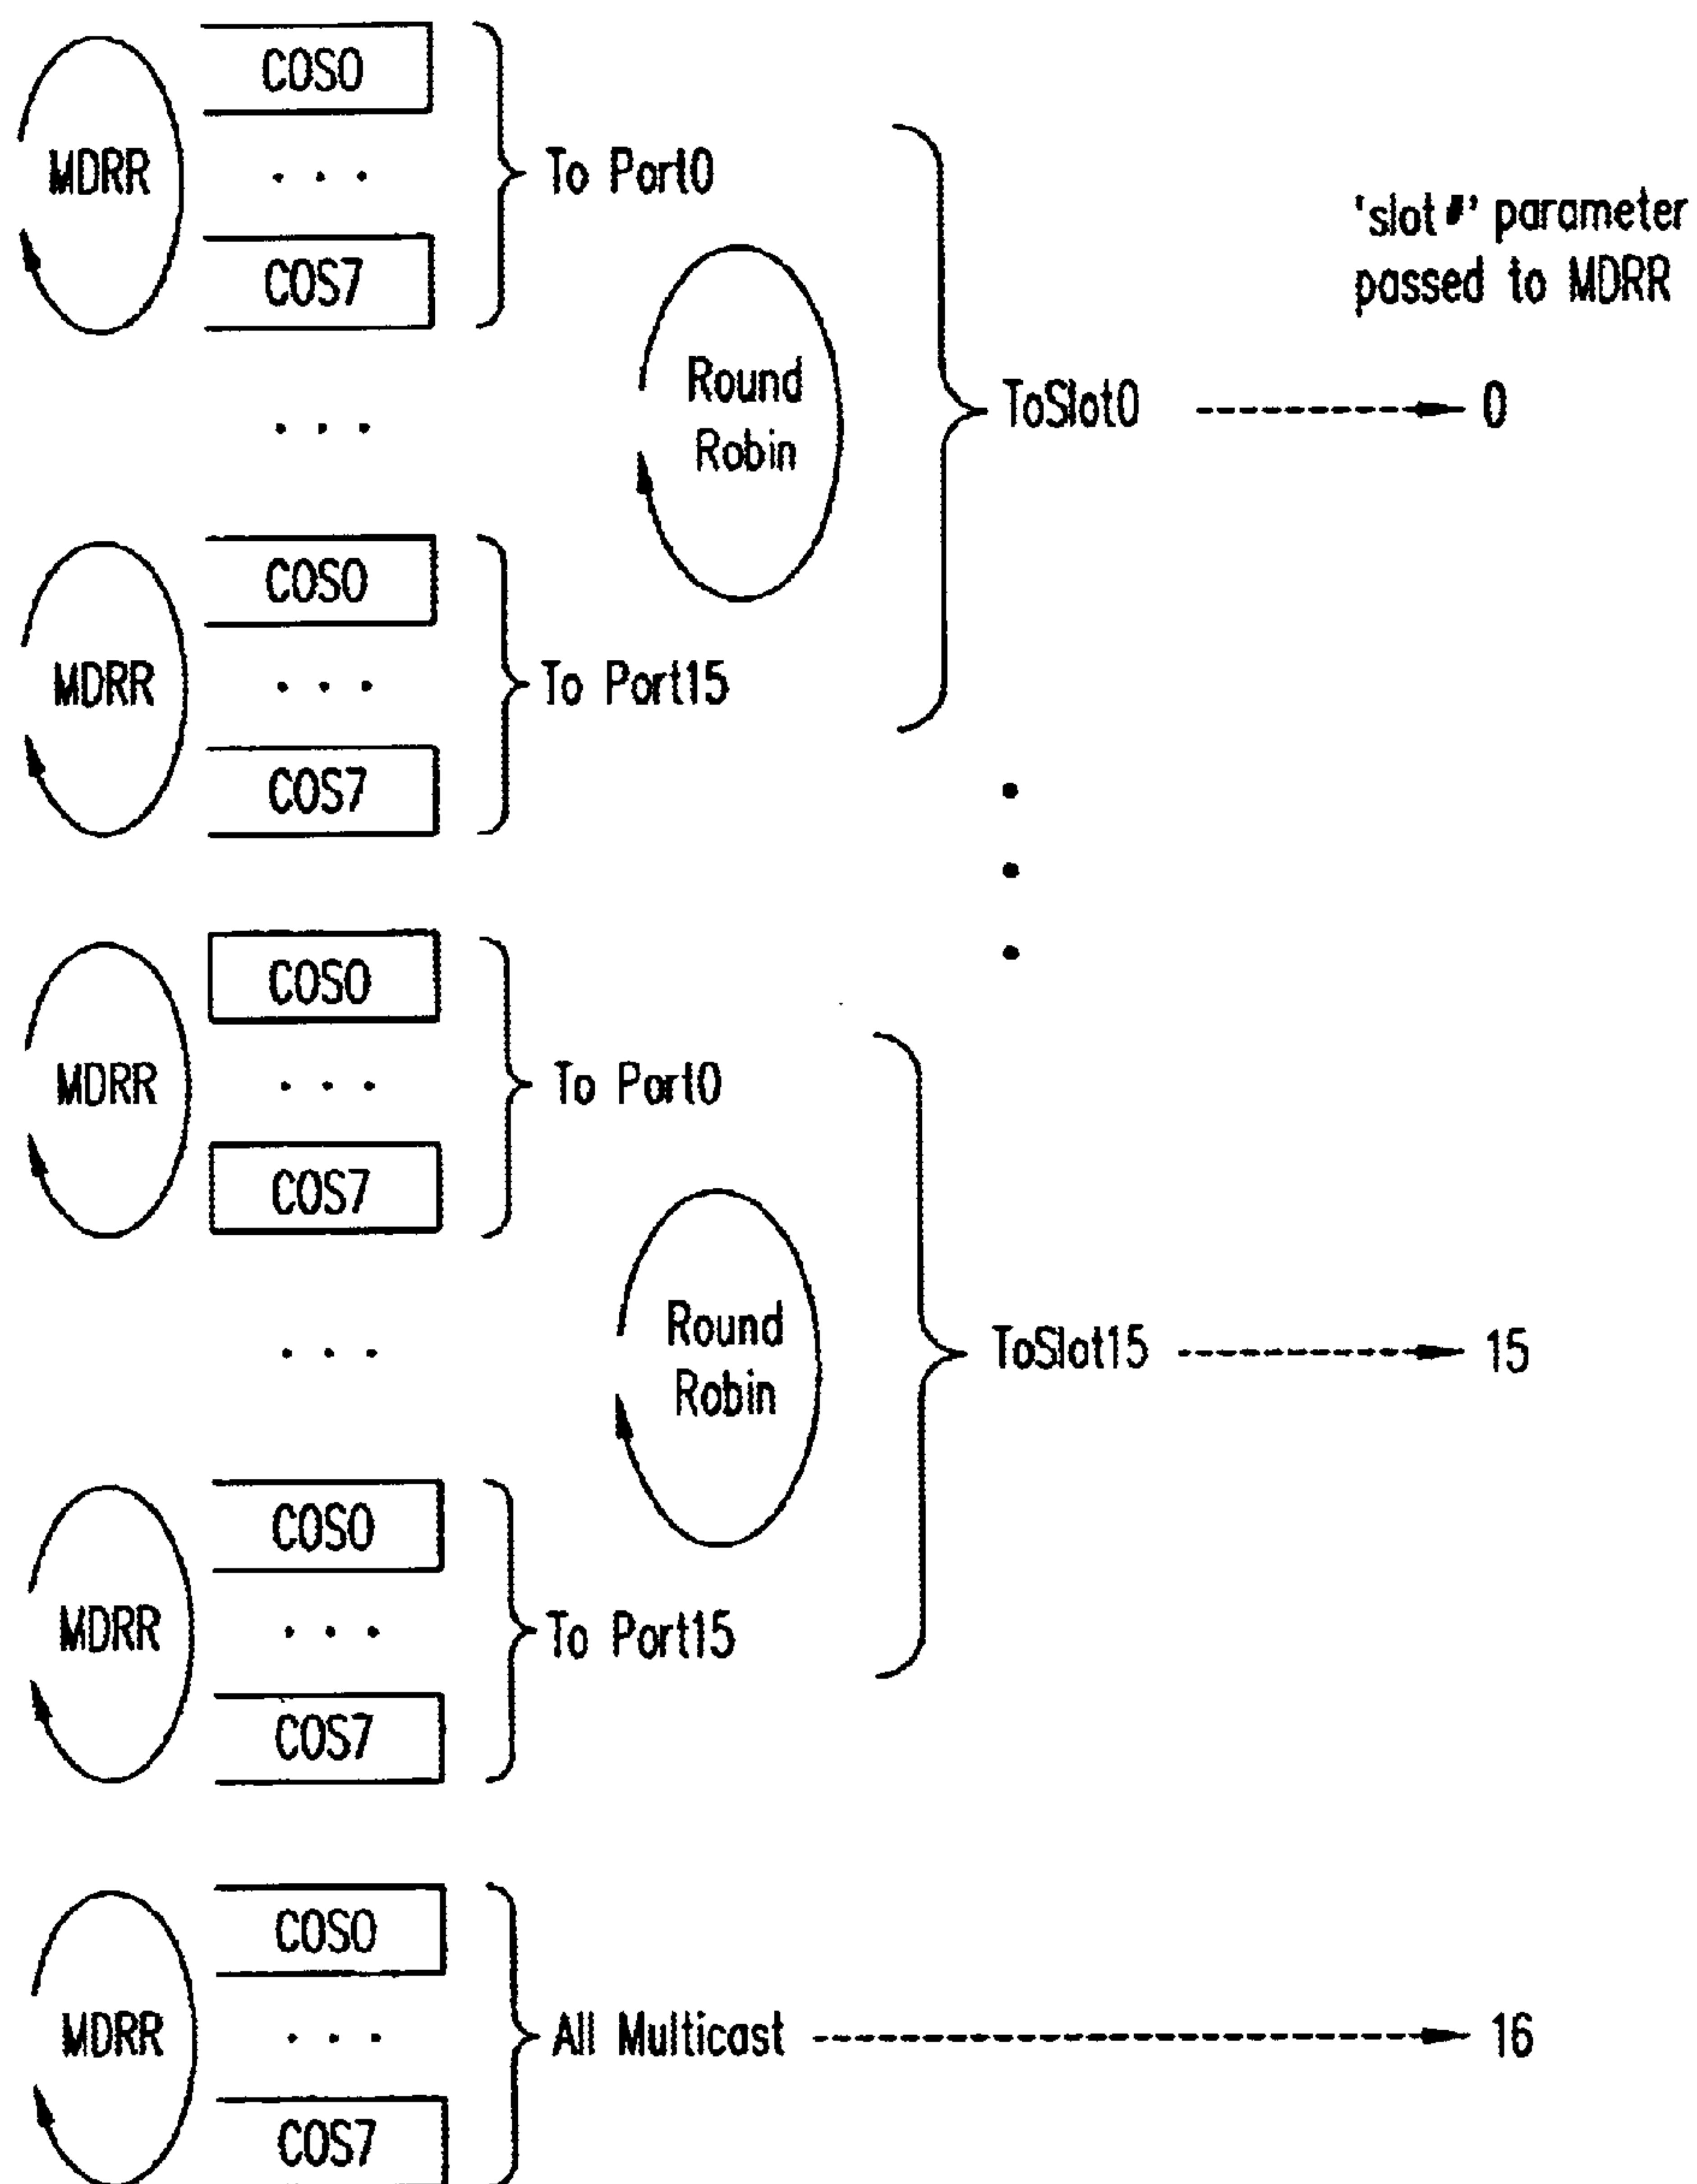 COS0
MDRR
. . .
To Port0
COS7
'slot #' parameter
passed to MDRR
Round
Robin
ToSlot0
0
. . .
COS0
MDRR
. . .
To Port15
COS7
COS0
MDRR
. . .
To Port0
COS7
Round
Robin
ToSlot15
15
. . .
COS0
MDRR
. . .
To Port15
COS7
COS0
MDRR
. . .
All Multicast
16
COS7